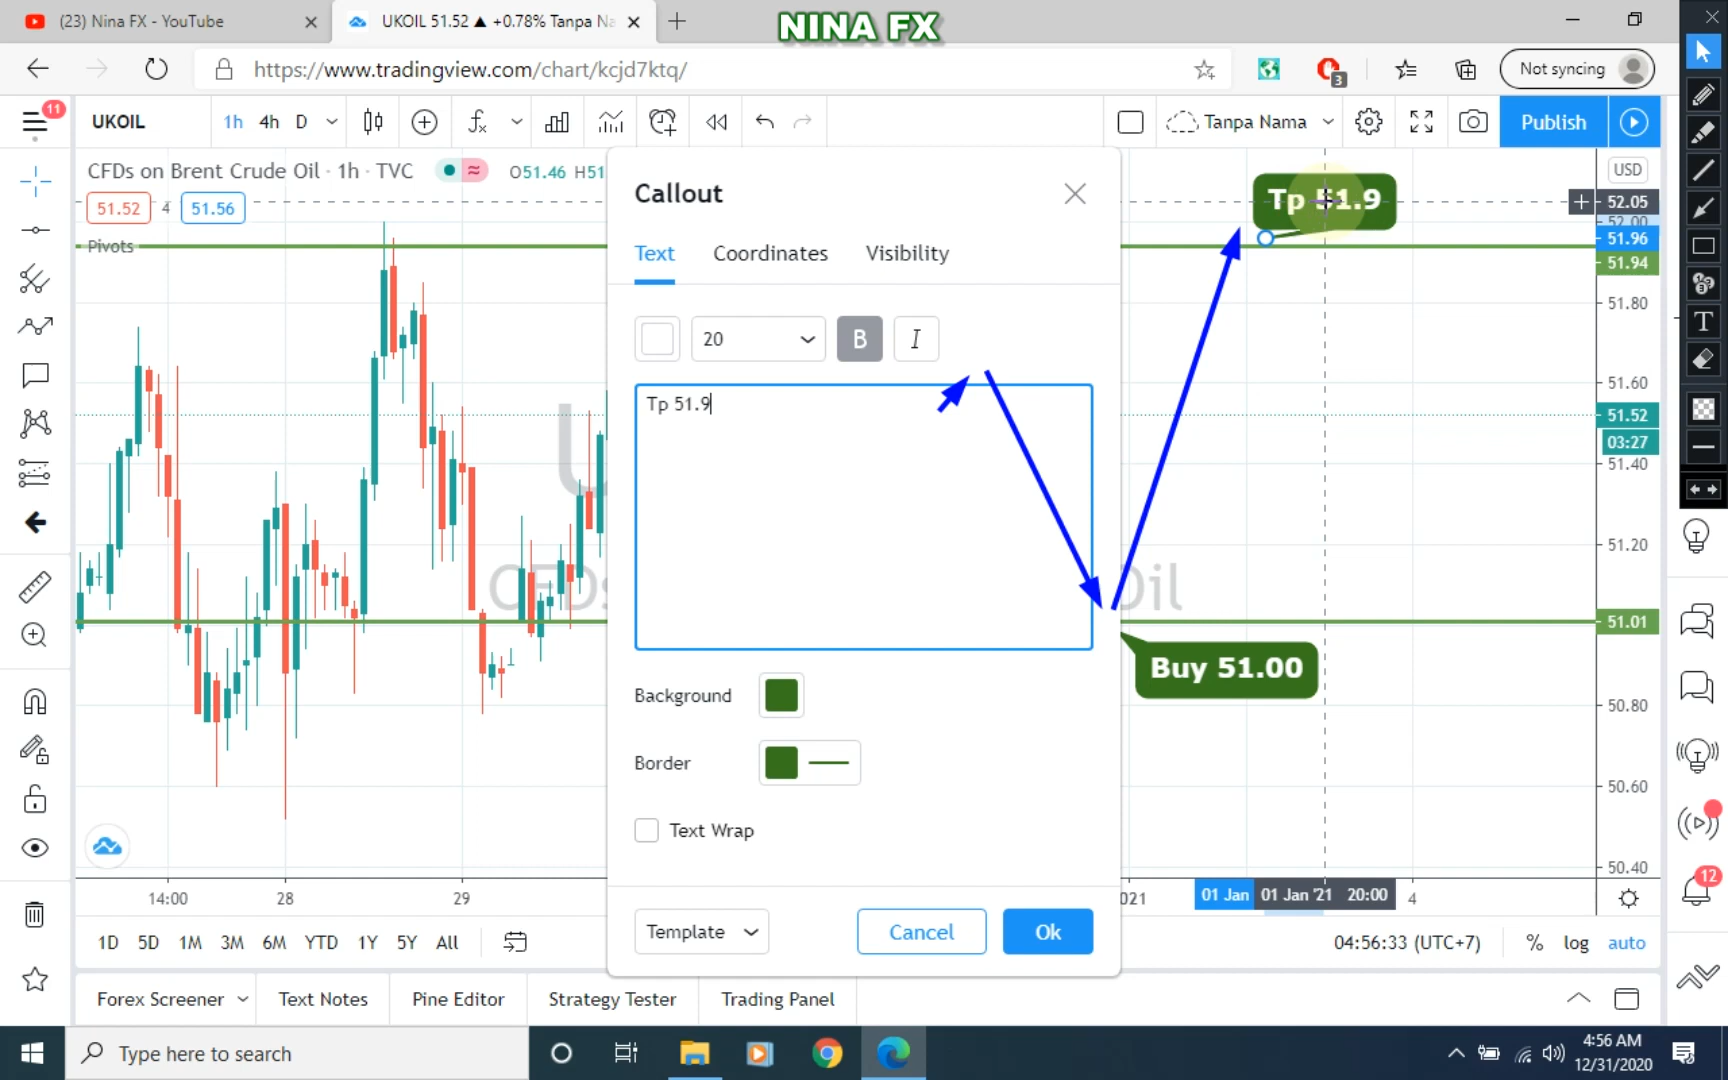 (23) Nina FX - YouTube
UKOIL 51.52 ▲ +0.78% Tanpa Na
NINA FX
https://www.tradingview.com/chart/kcjd7ktq/
3
Not syncing
11
UKOIL
1h 4h D
Tanpa Nama
Publish
CFDs on Brent Crude Oil · 1h · TVC
O51.46 H51
51.52 4 51.56
Pivots
Callout
Text Coordinates Visibility
20
B I
Tp 51.9
Background
Border
Text Wrap
Template
Cancel
Ok
Tp 51.9
Buy 51.00
USD
52.05
52.00
51.96
51.94
51.80
51.60
51.52
03:27
51.40
51.20
51.01
50.80
50.60
50.40
T
12
14:00 28 29 021 01 Jan 01 Jan '21 20:00 4
1D 5D 1M 3M 6M YTD 1Y 5Y All
04:56:33 (UTC+7) % log auto
Forex Screener Text Notes Pine Editor Strategy Tester Trading Panel
Type here to search
4:56 AM
12/31/2020